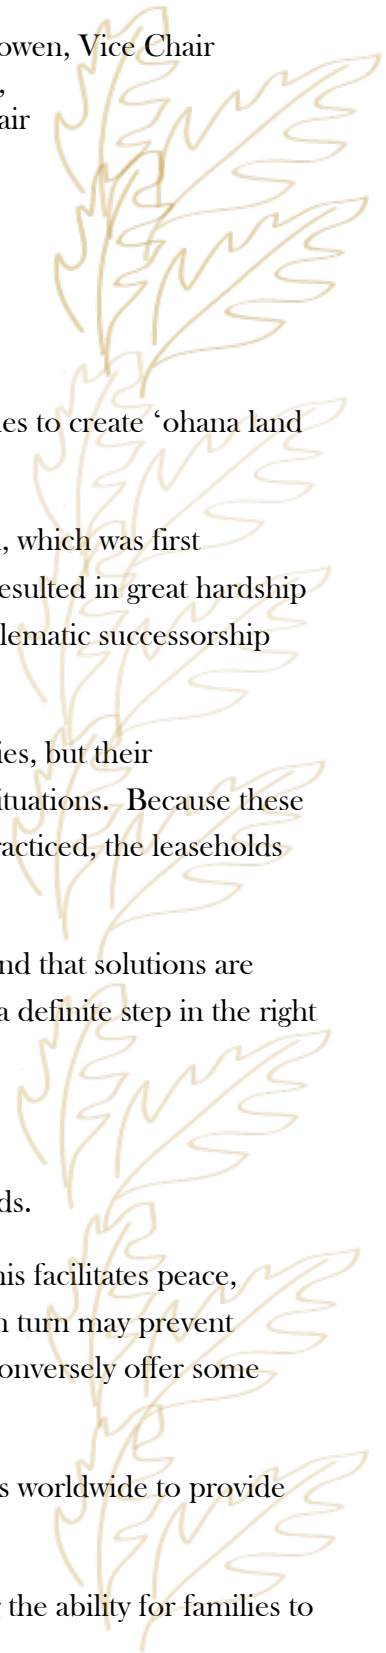 owen, Vice Chair
,
air
ies to create ‘ohana land
, which was first
esulted in great hardship
lematic successorship
ies, but their
ituations. Because these
racticed, the leaseholds
nd that solutions are
a definite step in the right
ds.
his facilitates peace,
n turn may prevent
onversely offer some
s worldwide to provide
the ability for families to